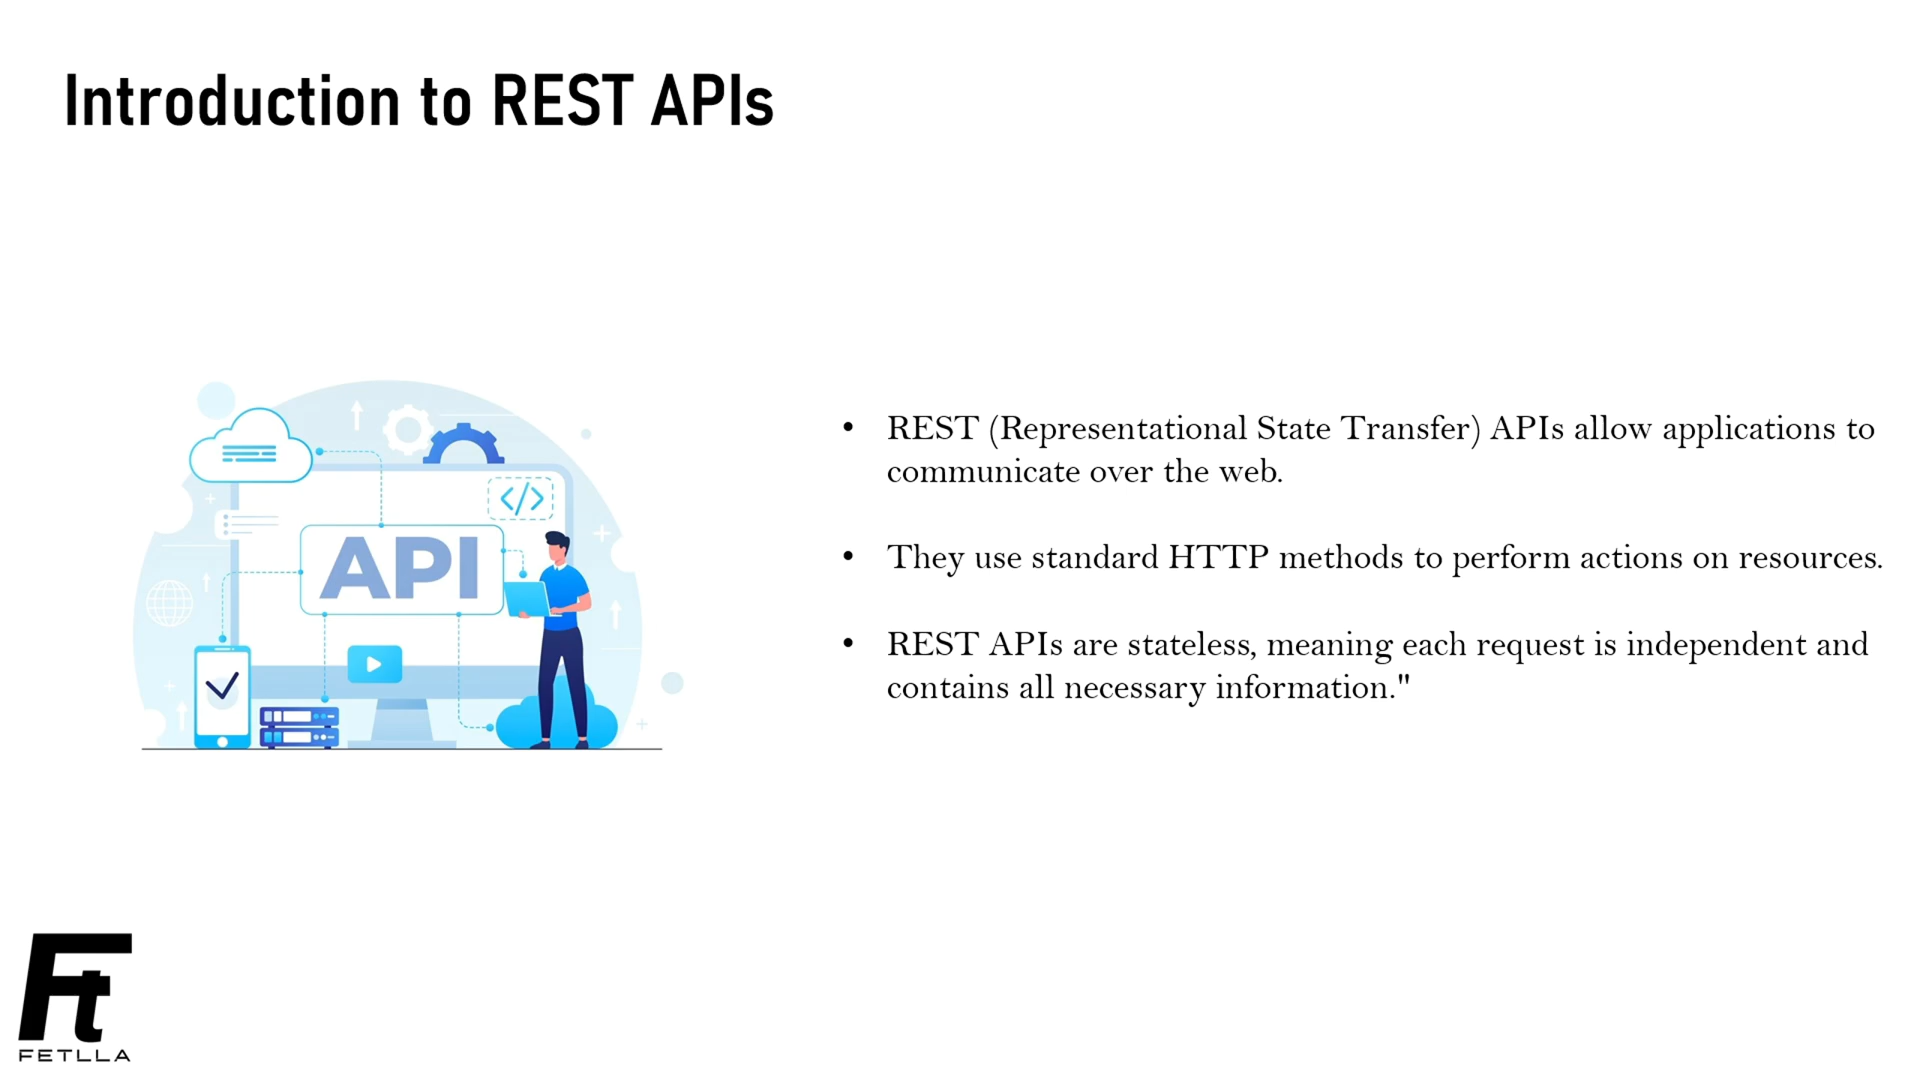 Introduction to REST APIs
</>
API
• REST (Representational State Transfer) APIs allow applications to
communicate over the web.
• They use standard HTTP methods to perform actions on resources.
• REST APIs are stateless, meaning each request is independent and
contains all necessary information."
Ft
FETLLA